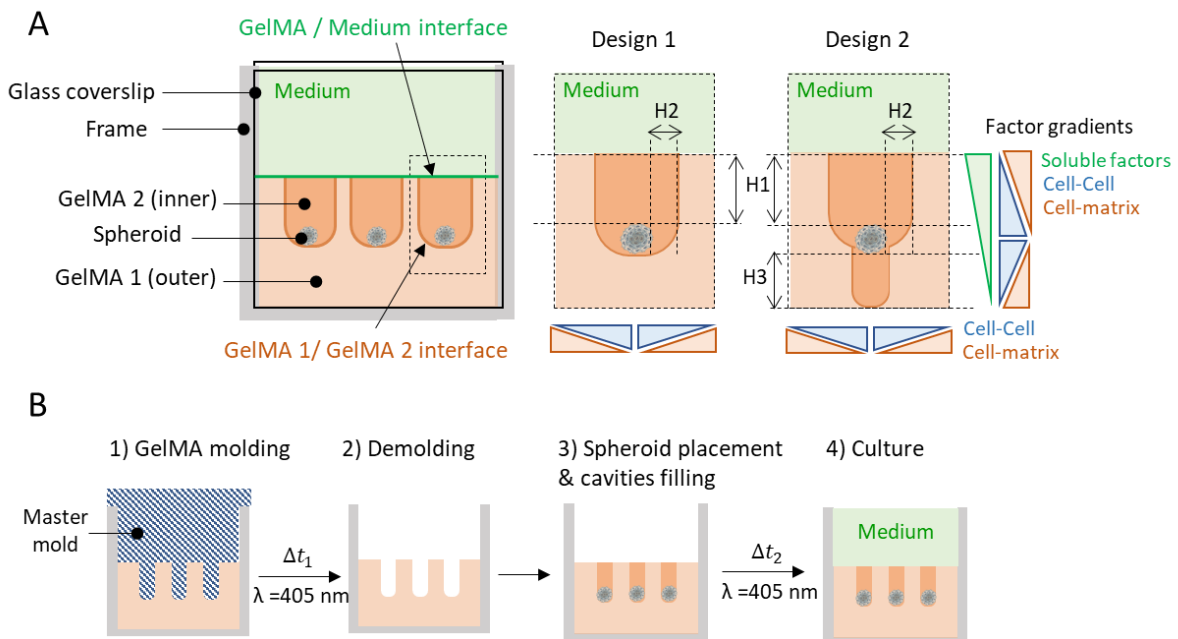 A
GelMA / Medium interface
Glass coverslip
Frame
Medium
GelMA 2 (inner)
Spheroid
GelMA 1 (outer)
GelMA 1/ GelMA 2 interface
Design 1
Medium
H2
H1
Design 2
Medium
H2
H3
Factor gradients
Soluble factors
Cell-Cell
Cell-matrix
Cell-Cell
Cell-matrix
B
1) GelMA molding
Master
mold
Δt1
λ =405 nm
2) Demolding
3) Spheroid placement
& cavities filling
Δt2
λ =405 nm
4) Culture
Medium